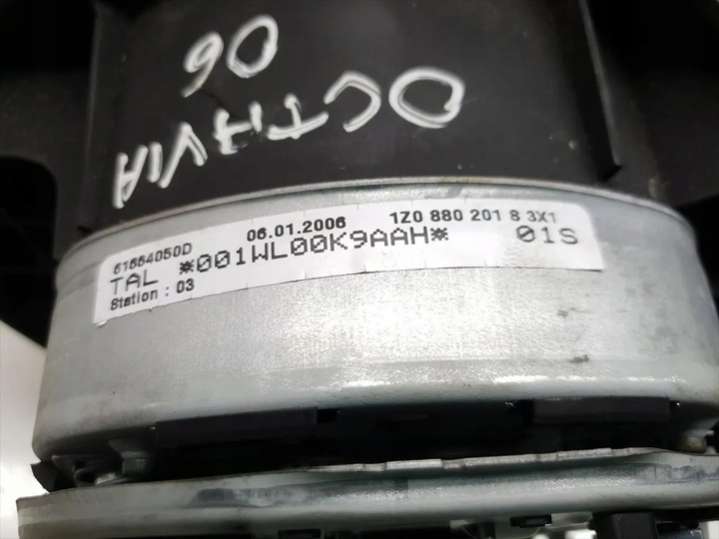 OCTAVIA
06
61664050D 06.01.2006 1Z0 880 201 8 3X1
TAL *001WL00K9AAH* 01S
Station : 03